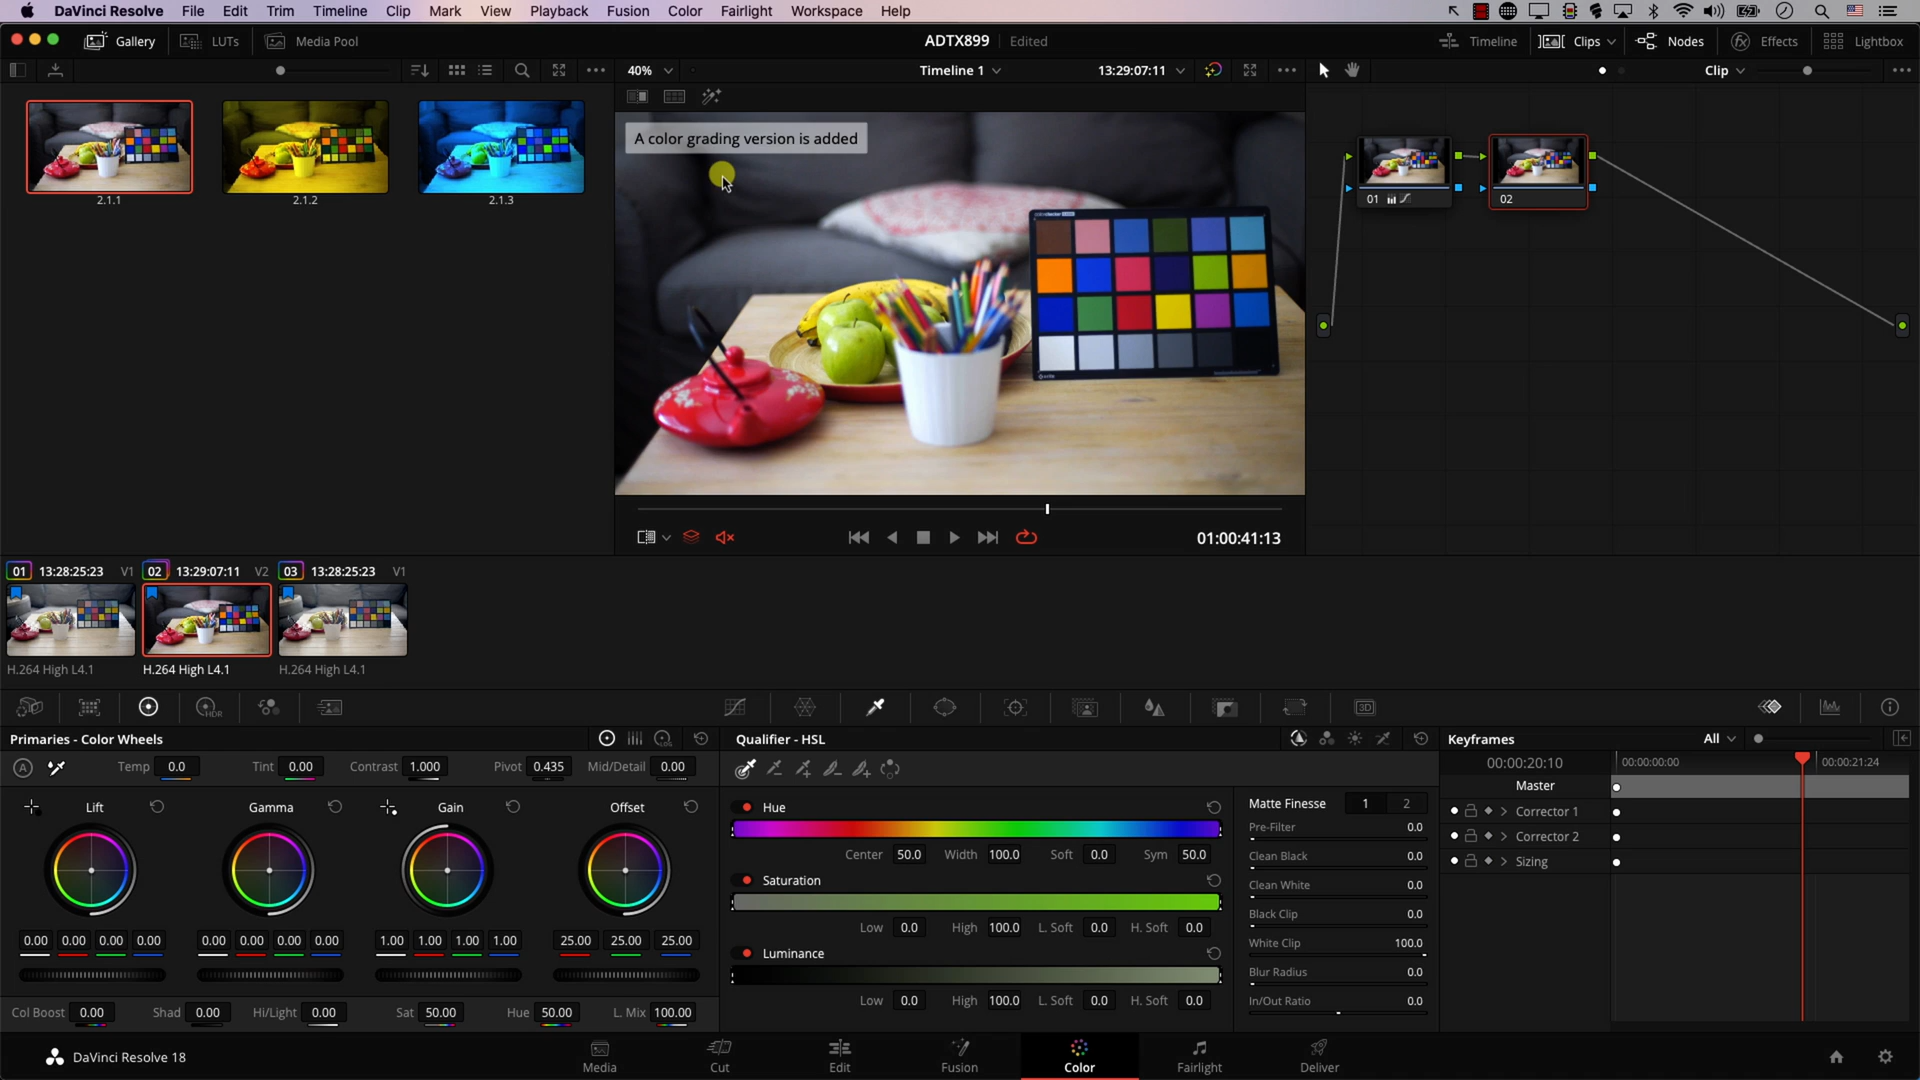 DaVinci Resolve File Edit Trim Timeline Clip Mark View Playback Fusion Color Fairlight Workspace Help
Gallery LUTs Media Pool ADTX899 Edited Timeline Clips Nodes Effects Lightbox
40% Timeline 1 13:29:07:11 Clip
A color grading version is added
2.1.1 2.1.2 2.1.3
01 02
01:00:41:13
01 13:28:25:23 V1 02 13:29:07:11 V2 03 13:28:25:23 V1
H.264 High L4.1 H.264 High L4.1 H.264 High L4.1
HDR 3D
Primaries - Color Wheels Qualifier - HSL Keyframes All
A Temp 0.0 Tint 0.00 Contrast 1.000 Pivot 0.435 Mid/Detail 0.00
00:00:20:10 00:00:00:00 00:00:21:24
Master
Lift Gamma Gain Offset
Hue
Center 50.0 Width 100.0 Soft 0.0 Sym 50.0
Saturation
Low 0.0 High 100.0 L. Soft 0.0 H. Soft 0.0
Luminance
Low 0.0 High 100.0 L. Soft 0.0 H. Soft 0.0
Matte Finesse 1 2
Pre-Filter 0.0
Clean Black 0.0
Clean White 0.0
Black Clip 0.0
White Clip 100.0
Blur Radius 0.0
In/Out Ratio 0.0
Corrector 1
Corrector 2
Sizing
0.00 0.00 0.00 0.00 0.00 0.00 0.00 0.00 1.00 1.00 1.00 1.00 25.00 25.00 25.00
Col Boost 0.00 Shad 0.00 Hi/Light 0.00 Sat 50.00 Hue 50.00 L. Mix 100.00
DaVinci Resolve 18 Media Cut Edit Fusion Color Fairlight Deliver